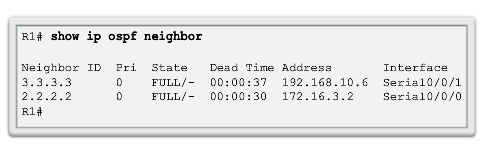 R1# show ip ospf neighbor
Neighbor ID Pri State Dead Time Address Interface
3.3.3.3 0 FULL/- 00:00:37 192.168.10.6 Serial0/0/1
2.2.2.2 0 FULL/- 00:00:30 172.16.3.2 Serial0/0/0
R1#